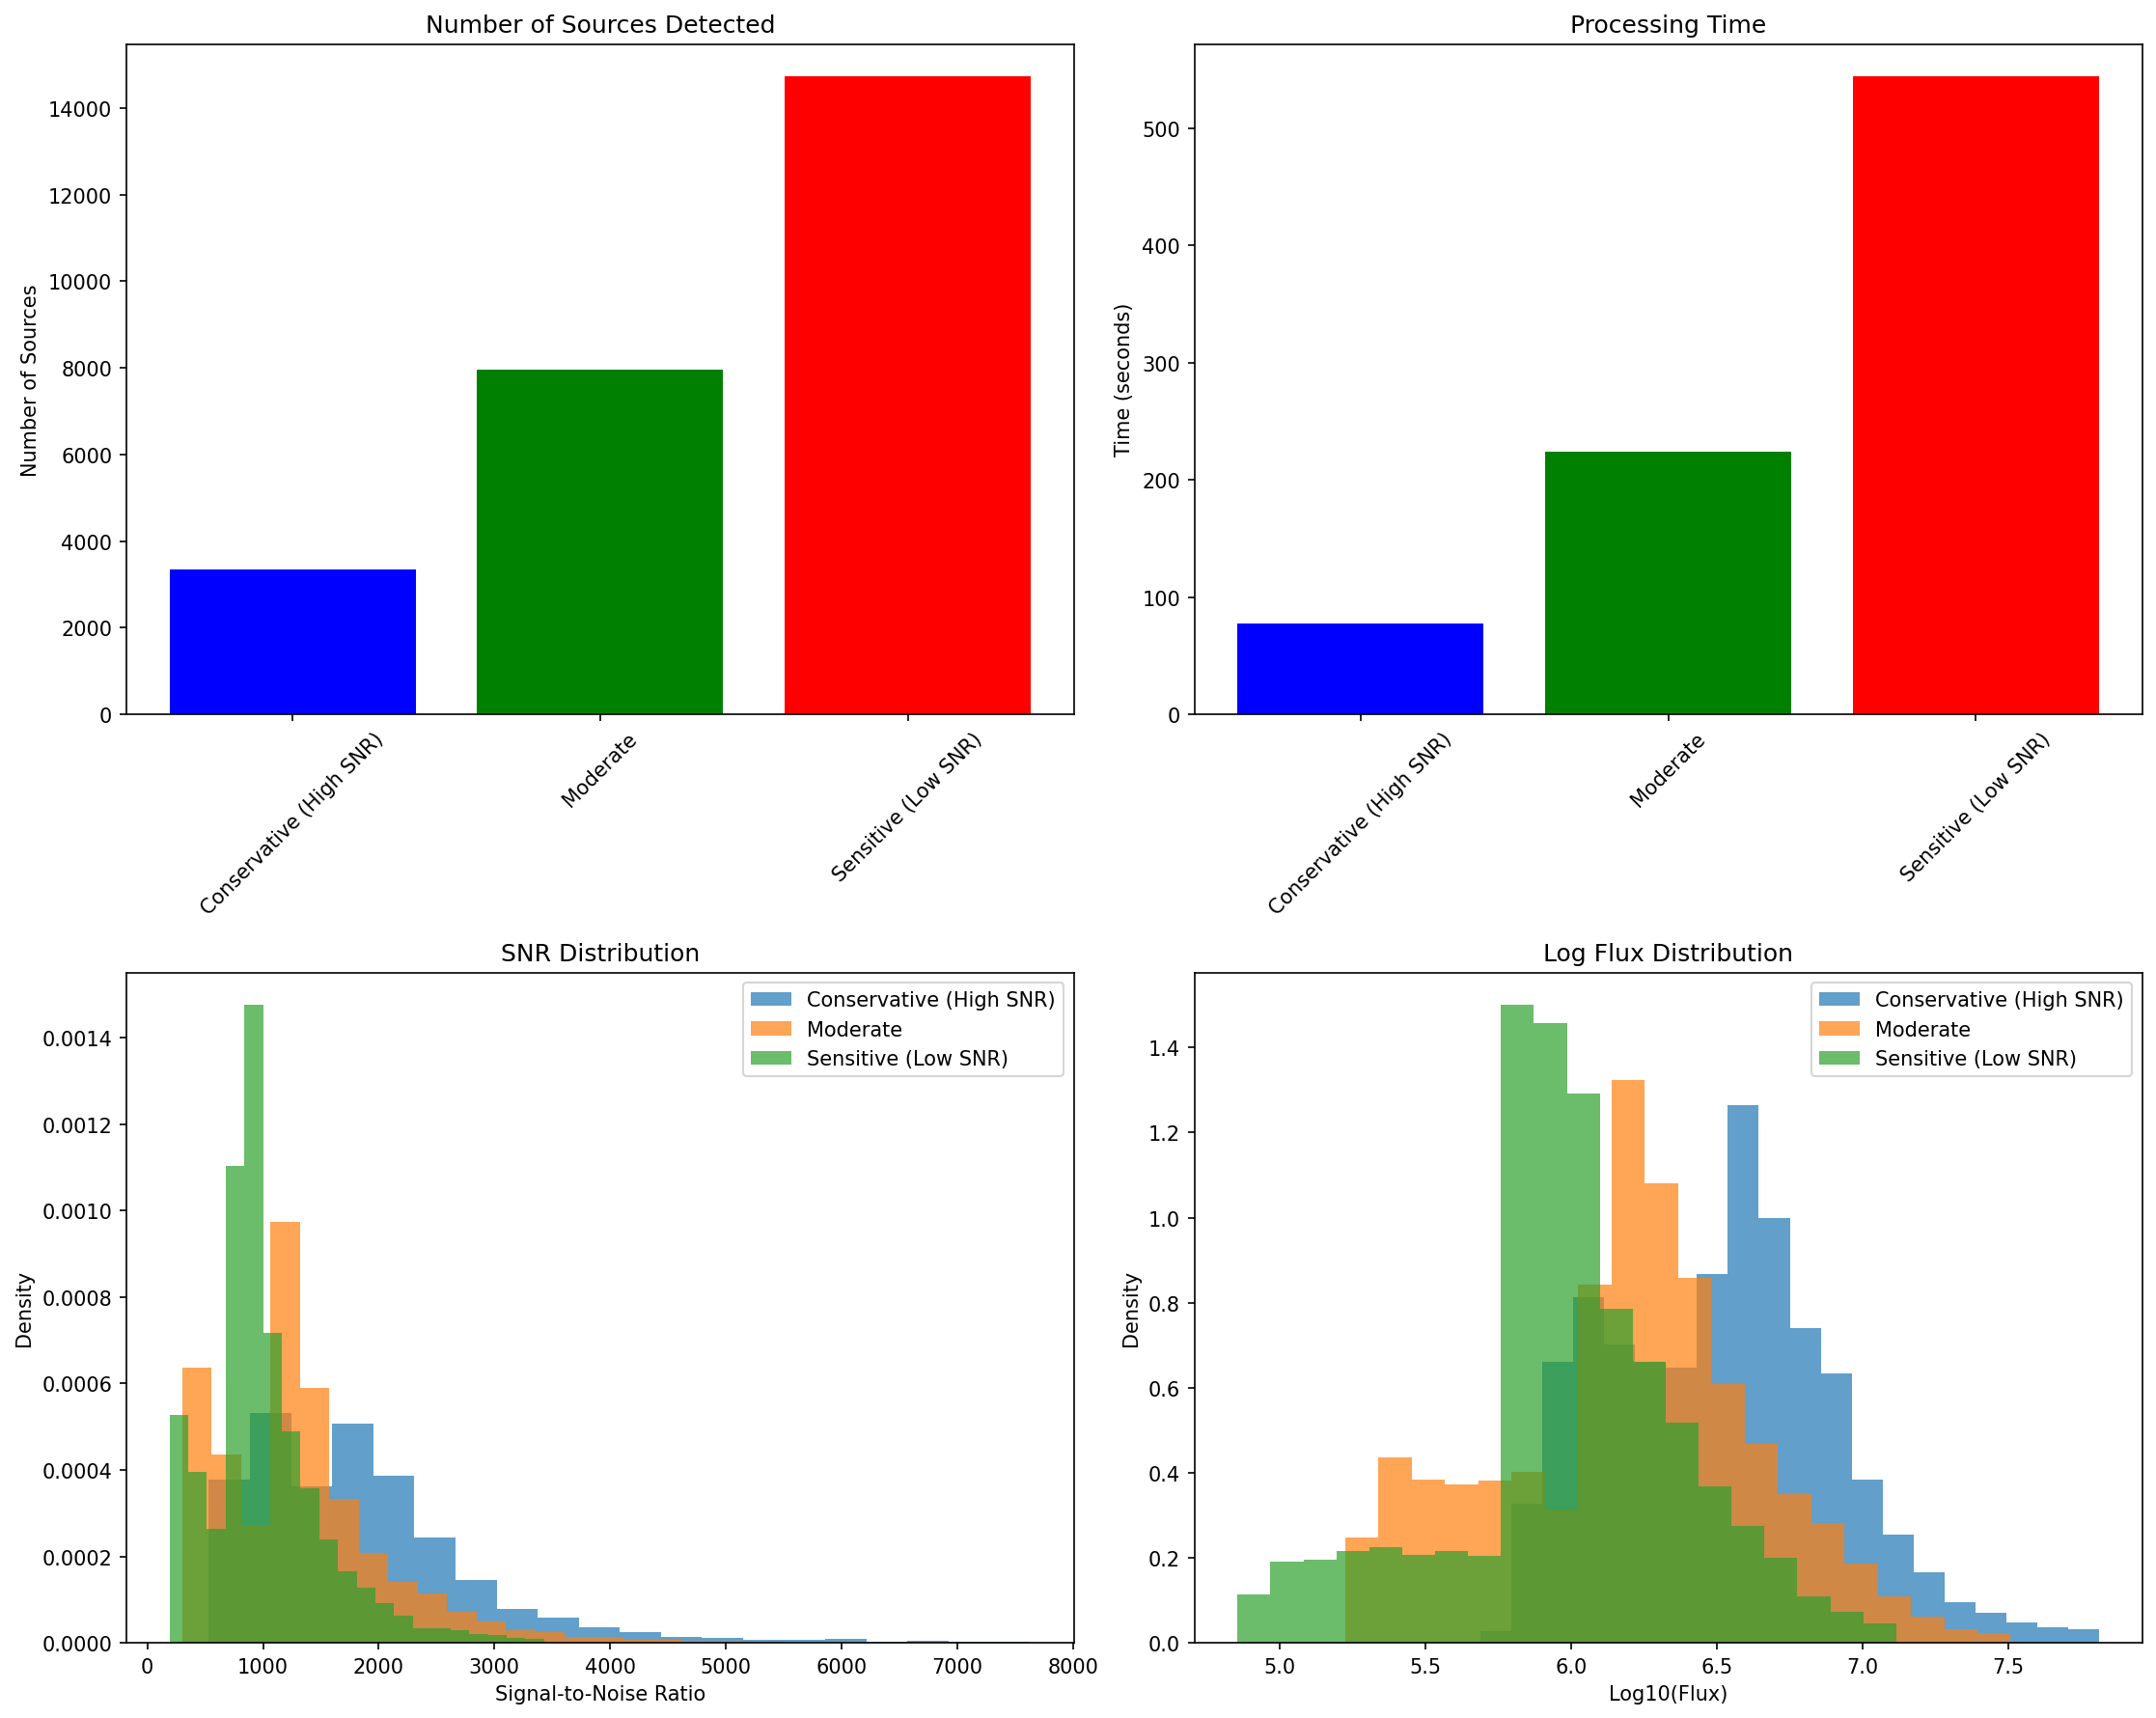 Number of Sources Detected
Number of Sources
14000
12000
10000
8000
6000
4000
2000
0
Conservative (High SNR)
Moderate
Sensitive (Low SNR)
Processing Time
Time (seconds)
500
400
300
200
100
0
Conservative (High SNR)
Moderate
Sensitive (Low SNR)
SNR Distribution
Conservative (High SNR)
Moderate
Sensitive (Low SNR)
Density
0.0014
0.0012
0.0010
0.0008
0.0006
0.0004
0.0002
0.0000
0 1000 2000 3000 4000 5000 6000 7000 8000
Signal-to-Noise Ratio
Log Flux Distribution
Conservative (High SNR)
Moderate
Sensitive (Low SNR)
Density
1.4
1.2
1.0
0.8
0.6
0.4
0.2
0.0
5.0 5.5 6.0 6.5 7.0 7.5
Log10(Flux)